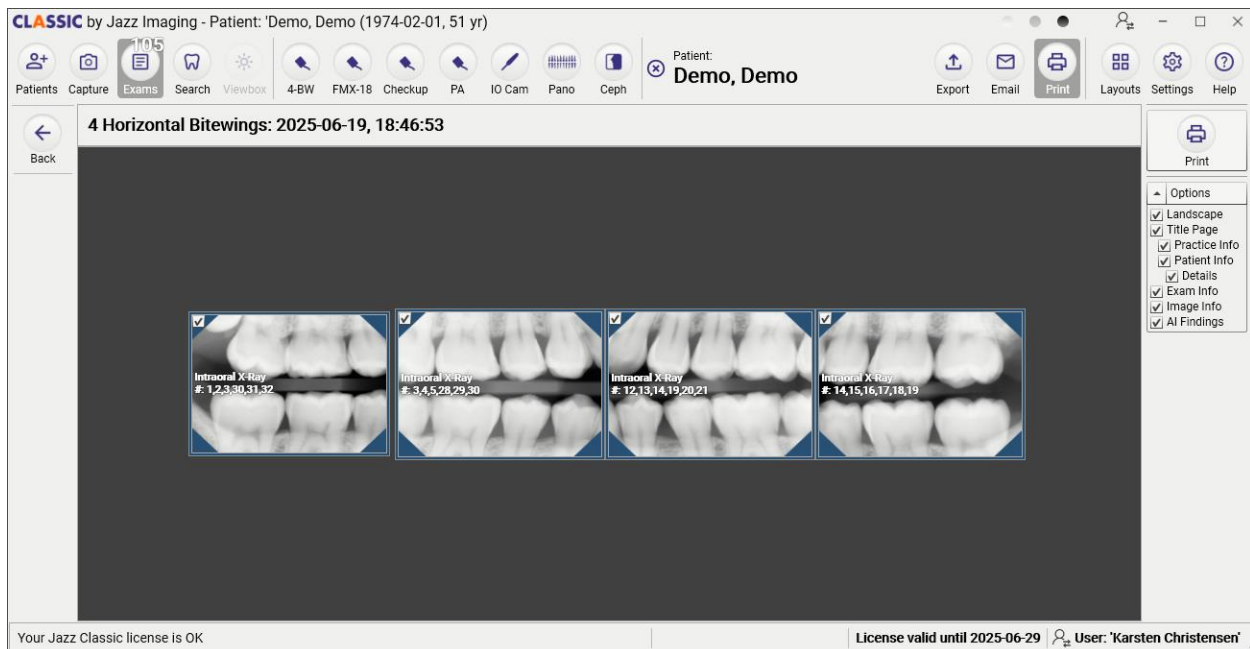 CLASSIC by Jazz Imaging - Patient: 'Demo, Demo (1974-02-01, 51 yr)
105
Patients Capture Exams Search Viewbox 4-BW FMX-18 Checkup PA IO Cam Pano Ceph
Patient:
Demo, Demo
Export Email Print Layouts Settings Help
Back
4 Horizontal Bitewings: 2025-06-19, 18:46:53
Print
Options
Landscape
Title Page
Practice Info
Patient Info
Details
Exam Info
Image Info
AI Findings
Intraoral X-Ray
#: 1,2,3,30,31,32
Intraoral X-Ray
#: 3,4,5,28,29,30
Intraoral X-Ray
#: 12,13,14,19,20,21
Intraoral X-Ray
#: 14,15,16,17,18,19
Your Jazz Classic license is OK
License valid until 2025-06-29
User: 'Karsten Christensen'